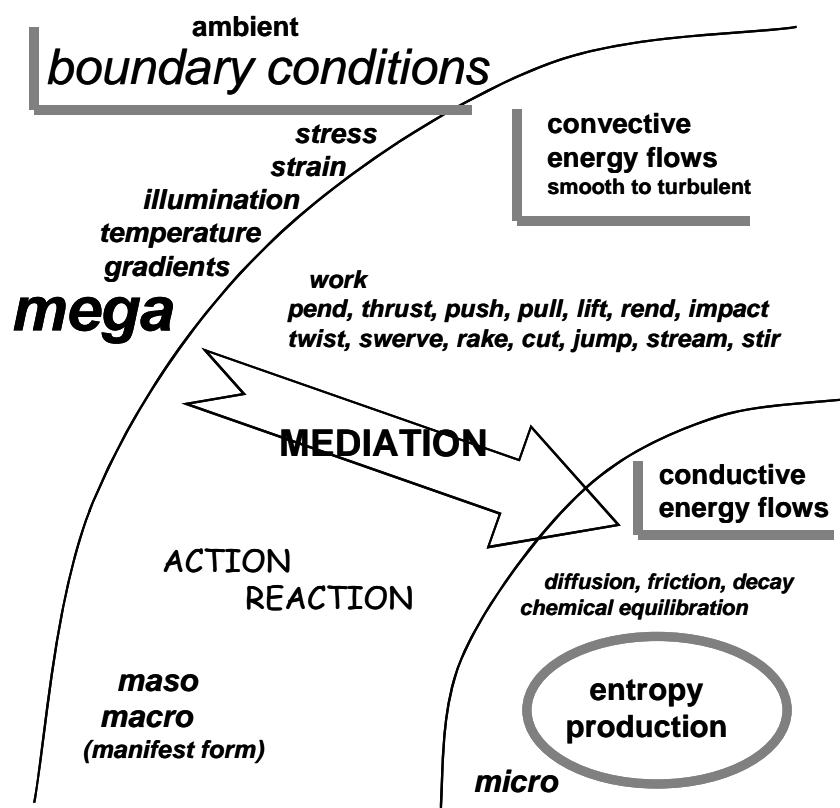 ambient
boundary conditions
stress
strain
illumination
temperature
gradients
mega
convective
energy flows
smooth to turbulent
work
pend, thrust, push, pull, lift, rend, impact
twist, swerve, rake, cut, jump, stream, stir
MEDIATION
conductive
energy flows
diffusion, friction, decay
chemical equilibration
ACTION
REACTION
maso
macro
(manifest form)
entropy
production
micro